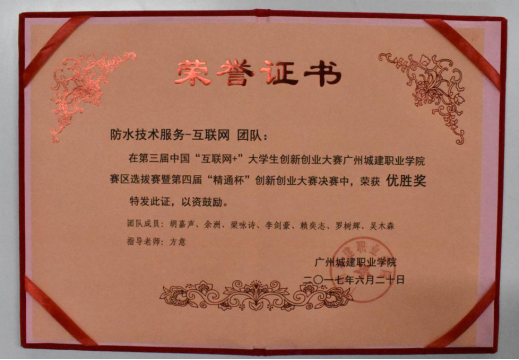 荣誉证书
防水技术服务-互联网 团队：
在第三届中国“互联网+”大学生创新创业大赛广州城建职业学院
赛区选拔赛暨第四届“精通杯”创新创业大赛决赛中，荣获 优胜奖
特发此证，以资鼓励。
团队成员：胡嘉声、余洲、梁咏诗、李剑豪、赖奕志、罗树辉、吴木森
指导老师：方意
广州城建职业学院
二〇一七年六月二十日